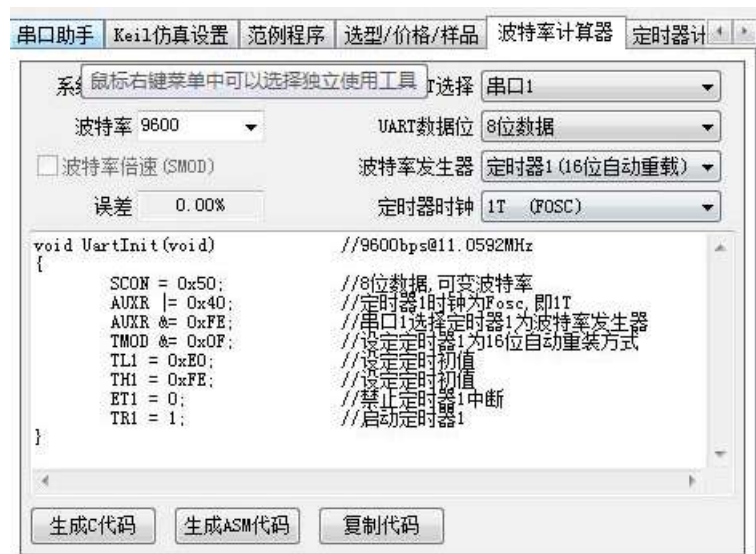 串口助手 Keil仿真设置 范例程序 选型/价格/样品 波特率计算器 定时器计
系 鼠标右键菜单中可以选择独立使用工具 T选择 串口1
波特率 9600 UART数据位 8位数据
波特率倍速(SMOD) 波特率发生器 定时器1(16位自动重载)
误差 0.00% 定时器时钟 1T (FOSC)
void UartInit(void) //9600bps@11.0592MHz
{
SCON = 0x50; //8位数据,可变波特率
AUXR |= 0x40; //定时器1时钟为Fosc,即1T
AUXR &= 0xFE; //串口1选择定时器1为波特率发生器
TMOD &= 0x0F; //设定定时器1为16位自动重装方式
TL1 = 0xE0; //设定定时初值
TH1 = 0xFE; //设定定时初值
ET1 = 0; //禁止定时器1中断
TR1 = 1; //启动定时器1
}
生成C代码 生成ASM代码 复制代码